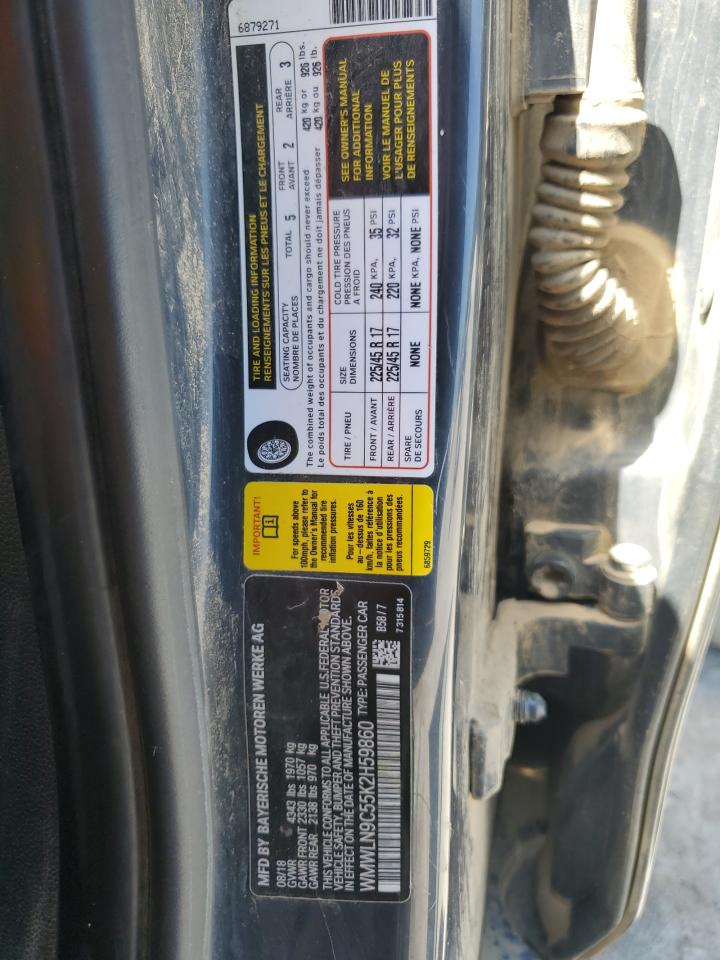 MFD BY BAYERISCHE MOTOREN WERKE AG
08/18
GVWR 4343 lbs 1970 kg
GAWR FRONT 2330 lbs 1057 kg
GAWR REAR 2138 lbs 970 kg
THIS VEHICLE CONFORMS TO ALL APPLICABLE U.S.FEDERAL MOTOR
VEHICLE SAFETY, BUMPER AND THEFT PREVENTION STANDARDS
IN EFFECT ON THE DATE OF MANUFACTURE SHOWN ABOVE.
WMWLN9C55K2H59860 TYPE: PASSENGER CAR
B58 / 7
7 315 814
IMPORTANT!
For speeds above
100mph, please refer to
the Owner's Manual for
recommended tire
inflation pressures.
Pour les vitesses
au - dessus de 160
km/h, faites référence à
la notice d'utilisation
pour les pressions des
pneus recommandées.
6859729
6879271
TIRE AND LOADING INFORMATION
RENSEIGNEMENTS SUR LES PNEUS ET LE CHARGEMENT
SEATING CAPACITY
NOMBRE DE PLACES
TOTAL 5
FRONT
AVANT 2
REAR
ARRIÈRE 3
The combined weight of occupants and cargo should never exceed 420 kg or 926 lbs.
Le poids total des occupants et du chargement ne doit jamais dépasser 420 kg ou 926 lb.
TIRE / PNEU
SIZE
DIMENSIONS
COLD TIRE PRESSURE
PRESSION DES PNEUS
A FROID
FRONT / AVANT 225/45 R 17 240 KPA, 35 PSI
REAR / ARRIÈRE 225/45 R 17 220 KPA, 32 PSI
SPARE
DE SECOURS NONE NONE KPA, NONE PSI
SEE OWNER'S MANUAL
FOR ADDITIONAL
INFORMATION
VOIR LE MANUEL DE
L'USAGER POUR PLUS
DE RENSEIGNEMENTS